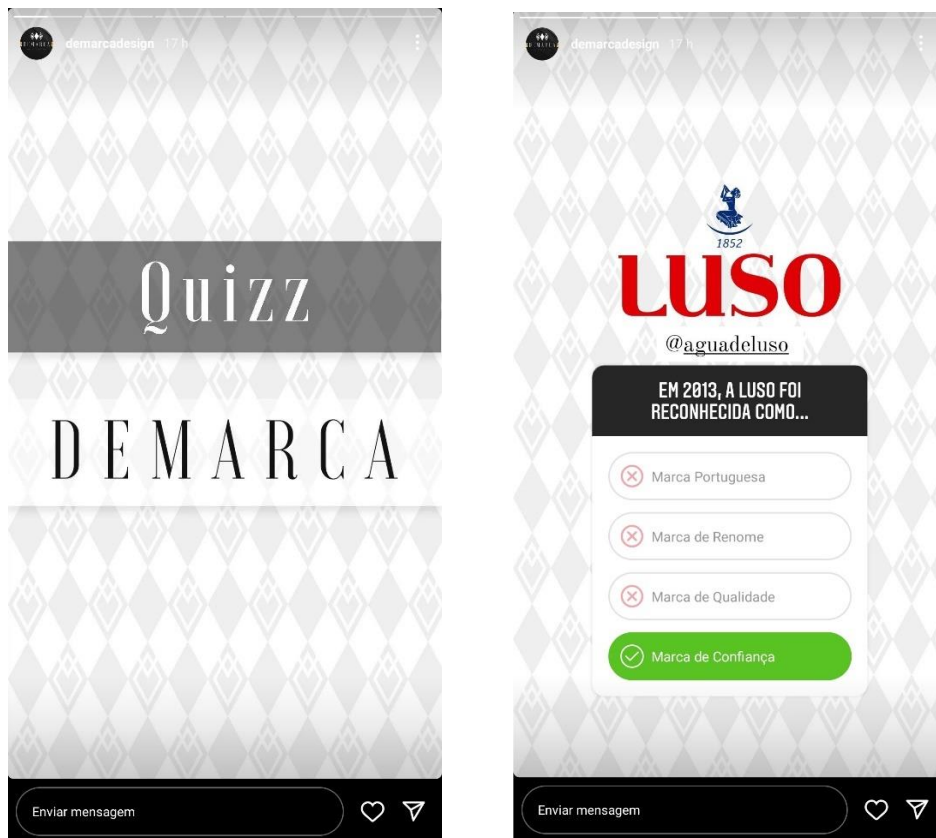 demarcadesign 17 h
Quizz
DEMARCA
Enviar mensagem
demarcadesign 17 h
1852
LUSO
@aguadeluso
EM 2013, A LUSO FOI
RECONHECIDA COMO...
Marca Portuguesa
Marca de Renome
Marca de Qualidade
Marca de Confiança
Enviar mensagem